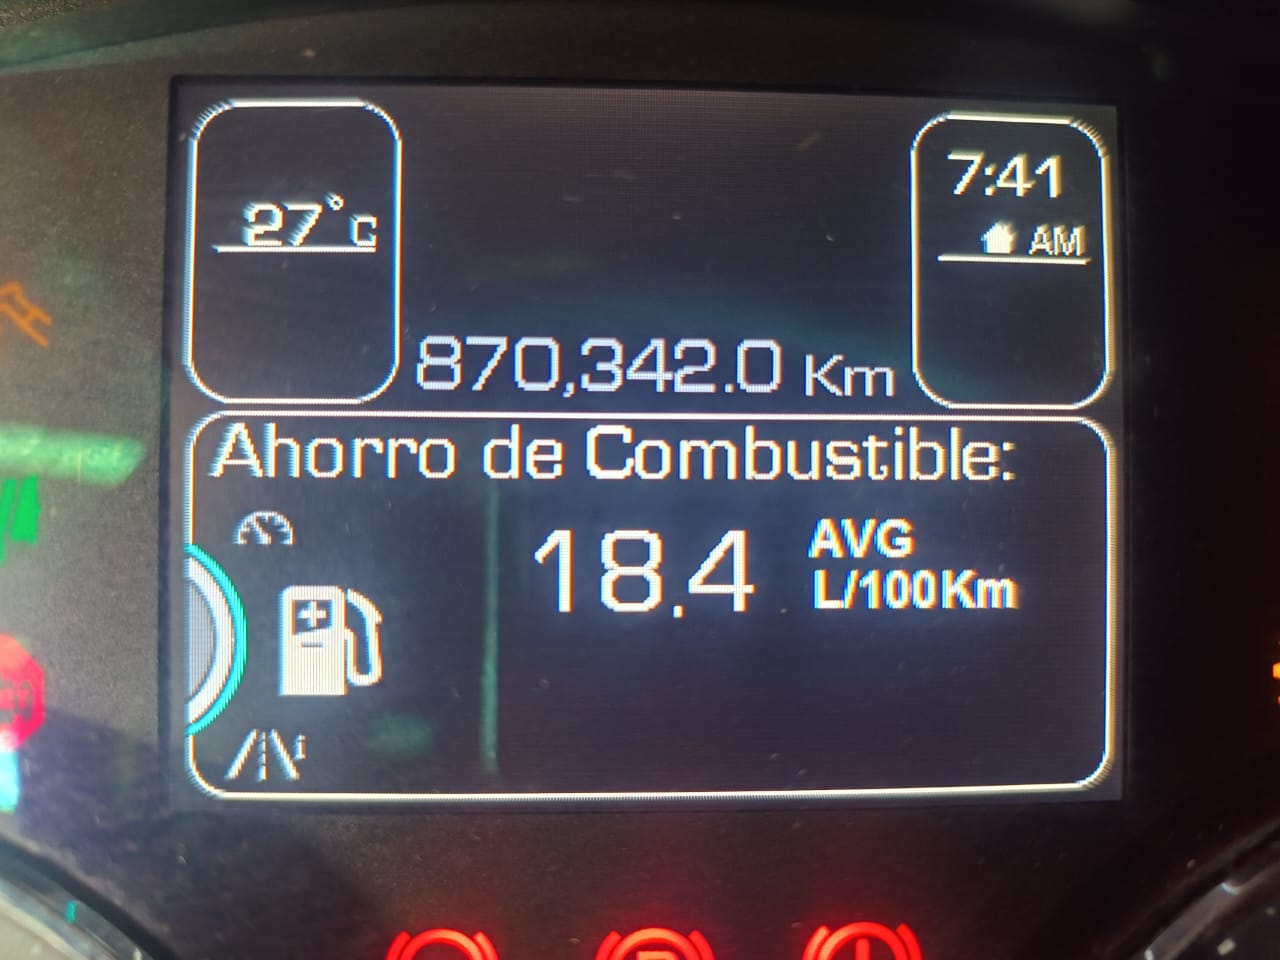 27°C
7:41
AM
870,342.0 Km
Ahorro de Combustible:
18.4 AVG
L/100Km